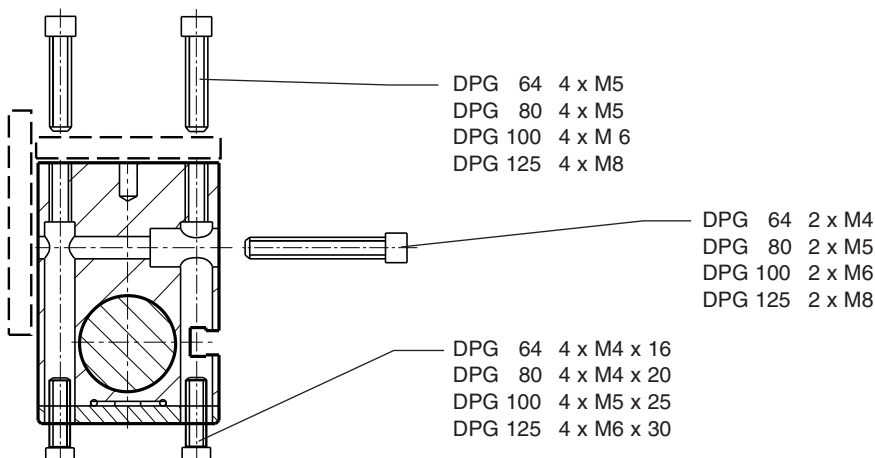 DPG 64 4 x M5
DPG 80 4 x M5
DPG 100 4 x M 6
DPG 125 4 x M8
DPG 64 2 x M4
DPG 80 2 x M5
DPG 100 2 x M6
DPG 125 2 x M8
DPG 64 4 x M4 x 16
DPG 80 4 x M4 x 20
DPG 100 4 x M5 x 25
DPG 125 4 x M6 x 30